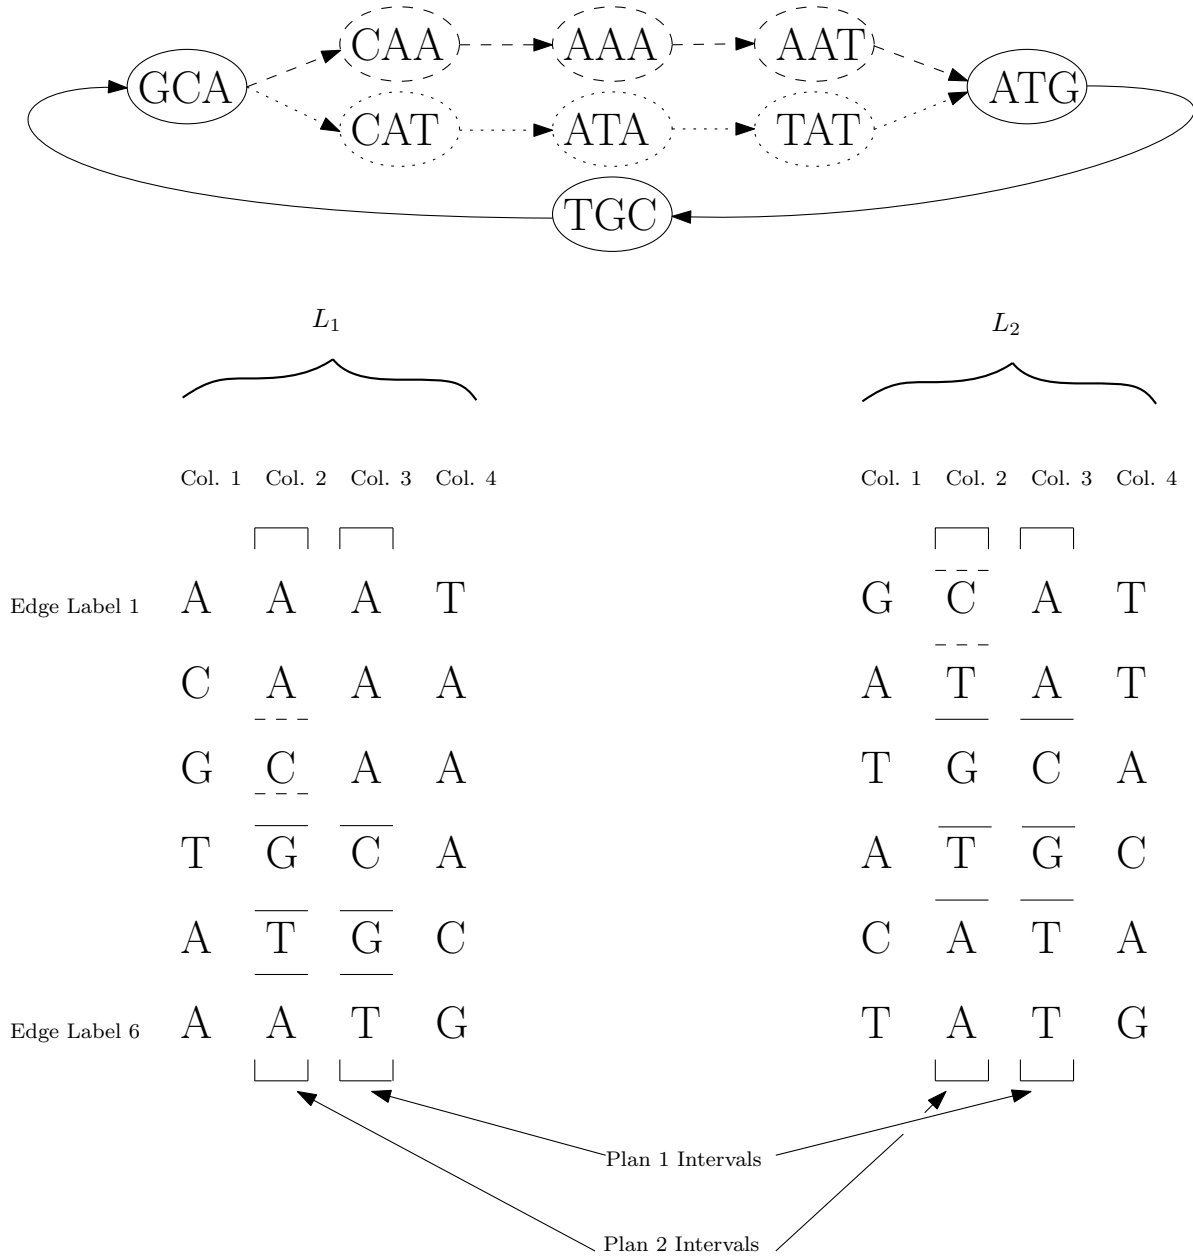 CAA AAA AAT
GCA ATG
CAT ATA TAT
TGC
L1 L2
Col. 1 Col. 2 Col. 3 Col. 4 Col. 1 Col. 2 Col. 3 Col. 4
Edge Label 1 A A A T G C A T
C A A A A T A T
G C A A T G C A
T G C A A T G C
A T G C C A T A
Edge Label 6 A A T G T A T G
Plan 1 Intervals
Plan 2 Intervals